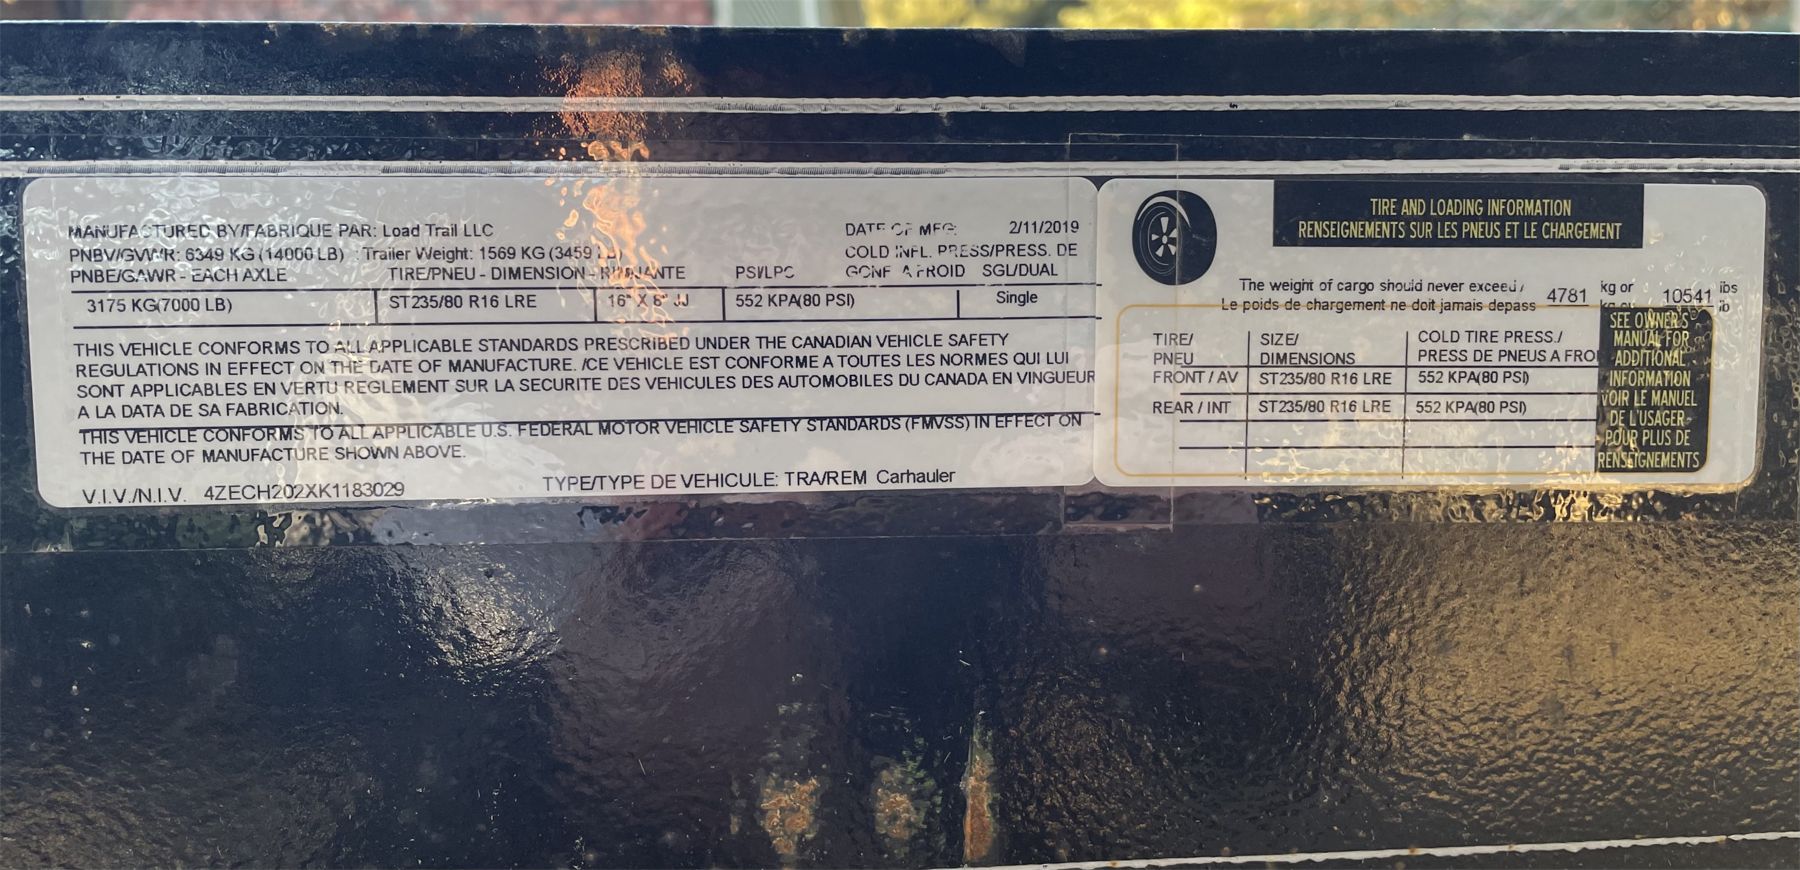 MANUFACTURED BY/FABRIQUE PAR: Load Trail LLC DATE OF MFG: 2/11/2019
PNBV/GVWR: 6349 KG (14000 LB) Trailer Weight: 1569 KG (3459 LB) COLD INFL. PRESS/PRESS. DE
PNBE/GAWR - EACH AXLE TIRE/PNEU - DIMENSION - PSI/LPC GONF A FROID SGL/DUAL
3175 KG(7000 LB) ST235/80 R16 LRE 16" X 6" JJ 552 KPA(80 PSI) Single
THIS VEHICLE CONFORMS TO ALL APPLICABLE STANDARDS PRESCRIBED UNDER THE CANADIAN VEHICLE SAFETY
REGULATIONS IN EFFECT ON THE DATE OF MANUFACTURE. /CE VEHICLE EST CONFORME A TOUTES LES NORMES QUI LUI
SONT APPLICABLES EN VERTU REGLEMENT SUR LA SECURITE DES VEHICULES DES AUTOMOBILES DU CANADA EN VINGUEUR
A LA DATA DE SA FABRICATION.
THIS VEHICLE CONFORMS TO ALL APPLICABLE U.S. FEDERAL MOTOR VEHICLE SAFETY STANDARDS (FMVSS) IN EFFECT ON
THE DATE OF MANUFACTURE SHOWN ABOVE.
V.I.V./N.I.V. 4ZECH202XK1183029 TYPE/TYPE DE VEHICULE: TRA/REM Carhauler
TIRE AND LOADING INFORMATION
RENSEIGNEMENTS SUR LES PNEUS ET LE CHARGEMENT
The weight of cargo should never exceed / 4781 kg or 10541 lbs
Le poids de chargement ne doit jamais depass kg ou lb
TIRE/ SIZE/ COLD TIRE PRESS./
PNEU DIMENSIONS PRESS DE PNEUS A FROI
FRONT / AV ST235/80 R16 LRE 552 KPA(80 PSI)
REAR / INT ST235/80 R16 LRE 552 KPA(80 PSI)
SEE OWNER'S
MANUAL FOR
ADDITIONAL
INFORMATION
VOIR LE MANUEL
DE L'USAGER
POUR PLUS DE
RENSEIGNEMENTS